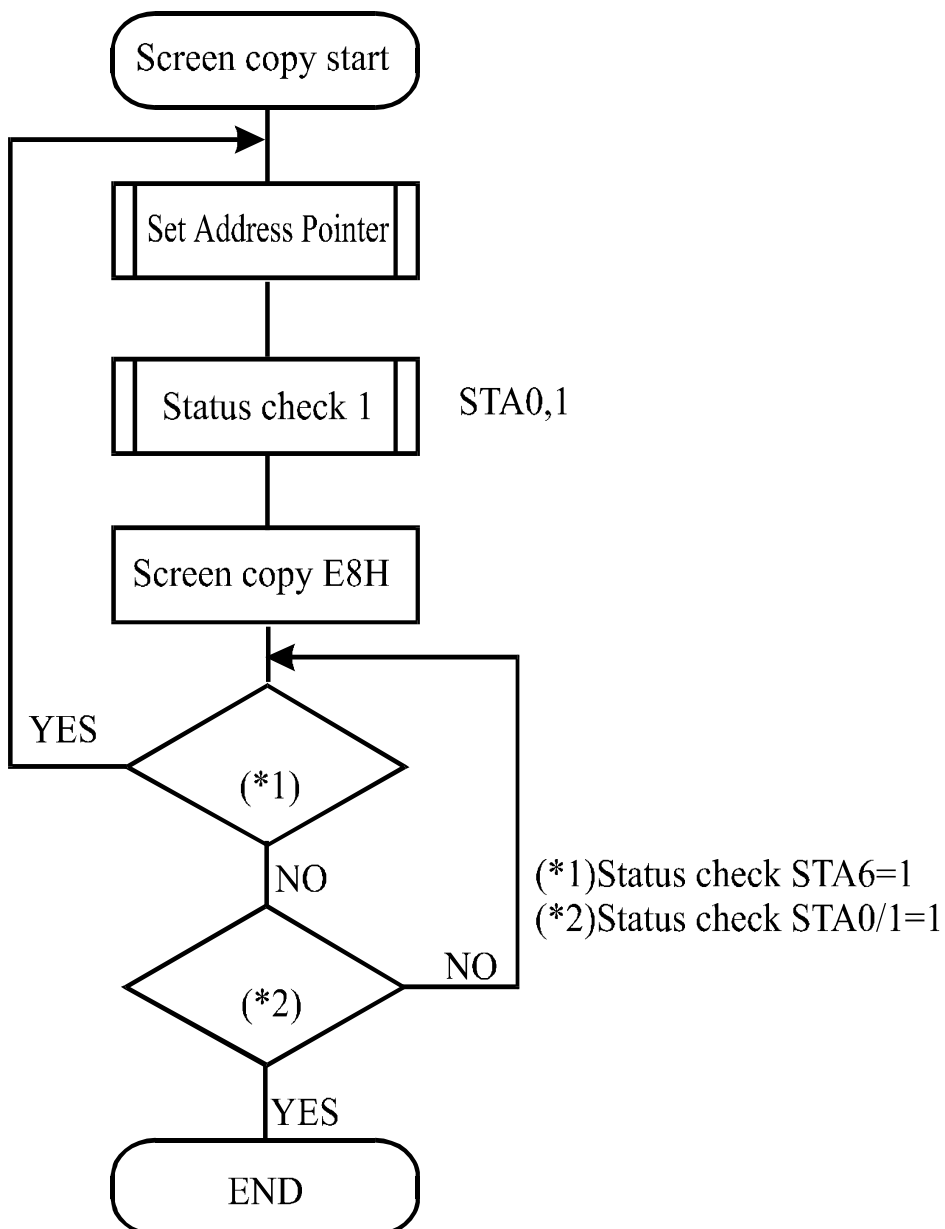 Screen copy start
Set Address Pointer
Status check 1
STA0,1
Screen copy E8H
YES
(*1)
NO
(*1)Status check STA6=1
(*2)Status check STA0/1=1
NO
(*2)
YES
END